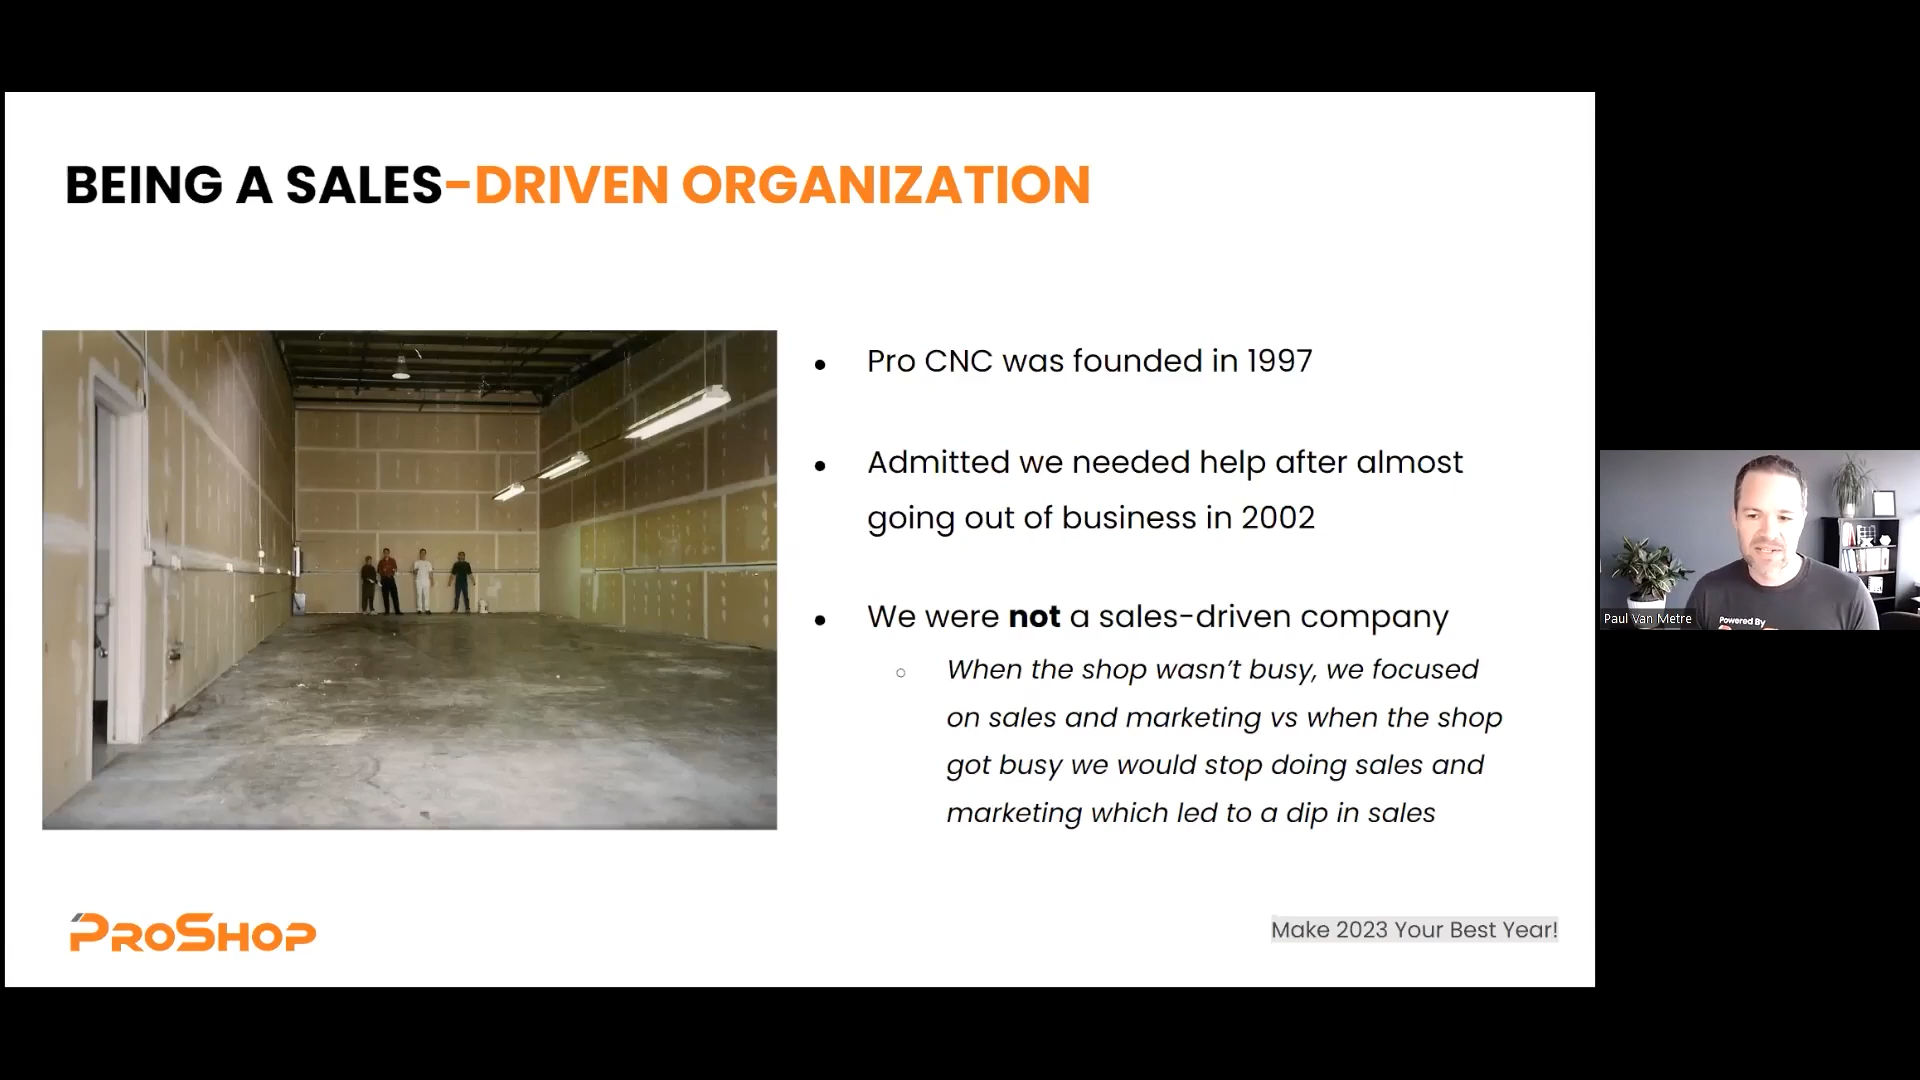 BEING A SALES-DRIVEN ORGANIZATION
Pro CNC was founded in 1997
Admitted we needed help after almost
going out of business in 2002
We were not a sales-driven company
When the shop wasn't busy, we focused
on sales and marketing vs when the shop
got busy we would stop doing sales and
marketing which led to a dip in sales
PROSHOP
Make 2023 Your Best Year!
Powered By
Paul Van Metre